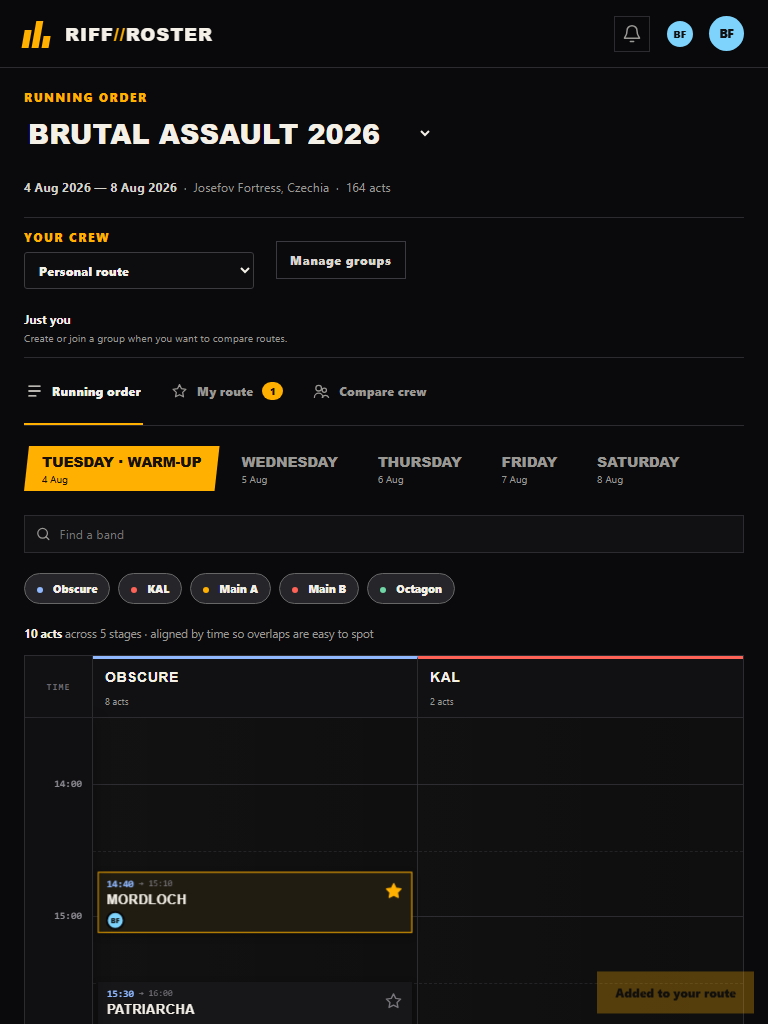 RIFF//ROSTER
BF
BF
RUNNING ORDER
BRUTAL ASSAULT 2026
4 Aug 2026 — 8 Aug 2026 · Josefov Fortress, Czechia · 164 acts
YOUR CREW
Personal route
Manage groups
Just you
Create or join a group when you want to compare routes.
Running order
My route 1
Compare crew
TUESDAY · WARM-UP
4 Aug
WEDNESDAY
5 Aug
THURSDAY
6 Aug
FRIDAY
7 Aug
SATURDAY
8 Aug
Find a band
Obscure
KAL
Main A
Main B
Octagon
10 acts across 5 stages · aligned by time so overlaps are easy to spot
TIME
OBSCURE
8 acts
KAL
2 acts
14:00
14:40 → 15:10
MORDLOCH
BF
15:00
15:30 → 16:00
PATRIARCHA
Added to your route